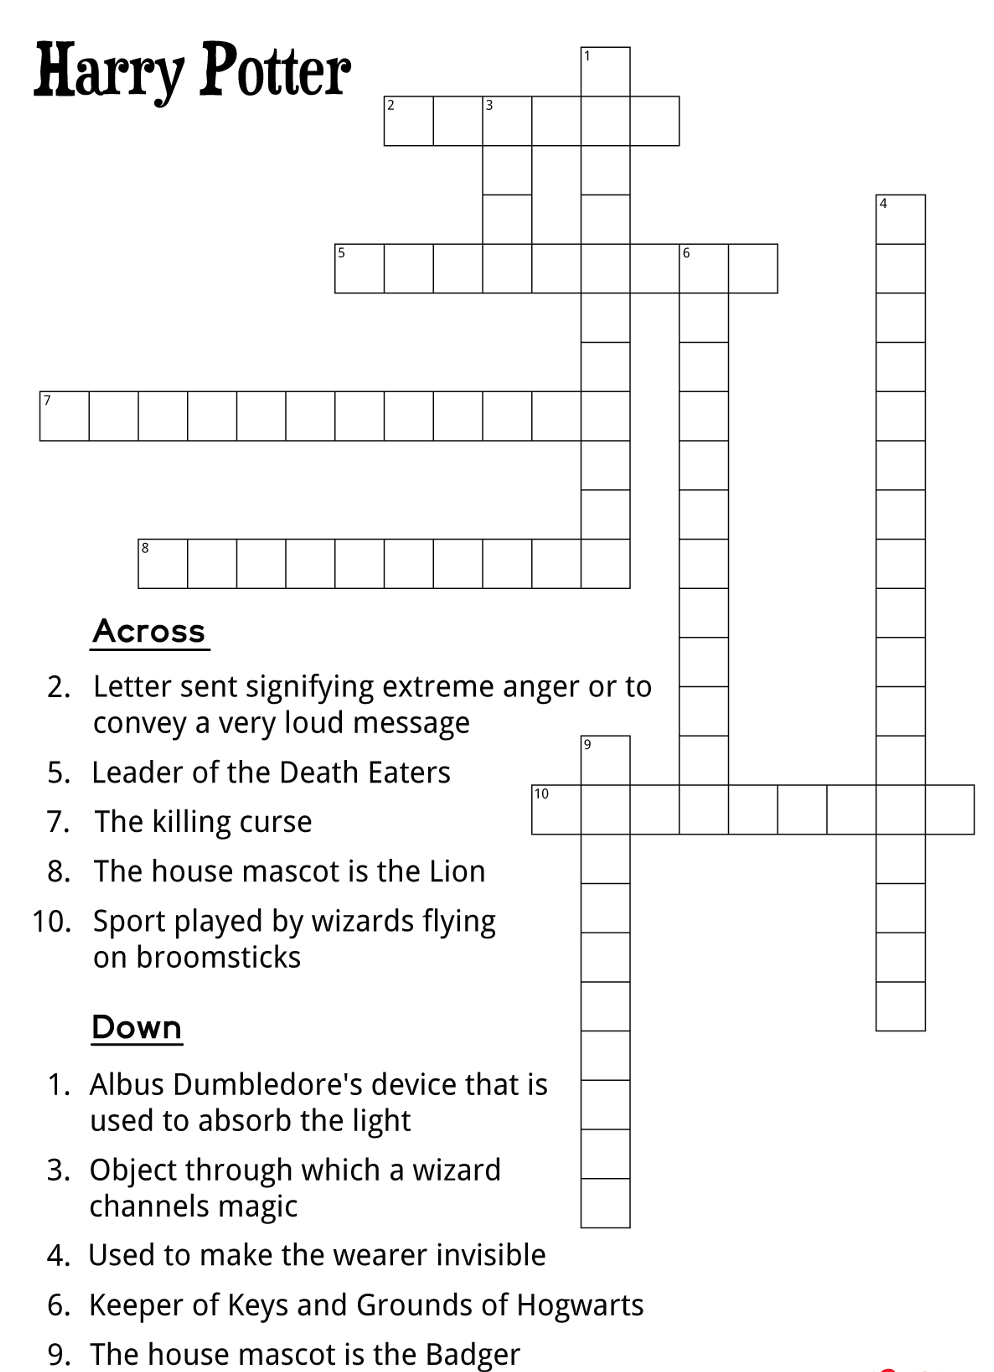 Harry Potter
1
2 3
4
5 6
7
8
Across
2. Letter sent signifying extreme anger or to
convey a very loud message
9
5. Leader of the Death Eaters
10
7. The killing curse
8. The house mascot is the Lion
10. Sport played by wizards flying
on broomsticks
Down
1. Albus Dumbledore's device that is
used to absorb the light
3. Object through which a wizard
channels magic
4. Used to make the wearer invisible
6. Keeper of Keys and Grounds of Hogwarts
9. The house mascot is the Badger